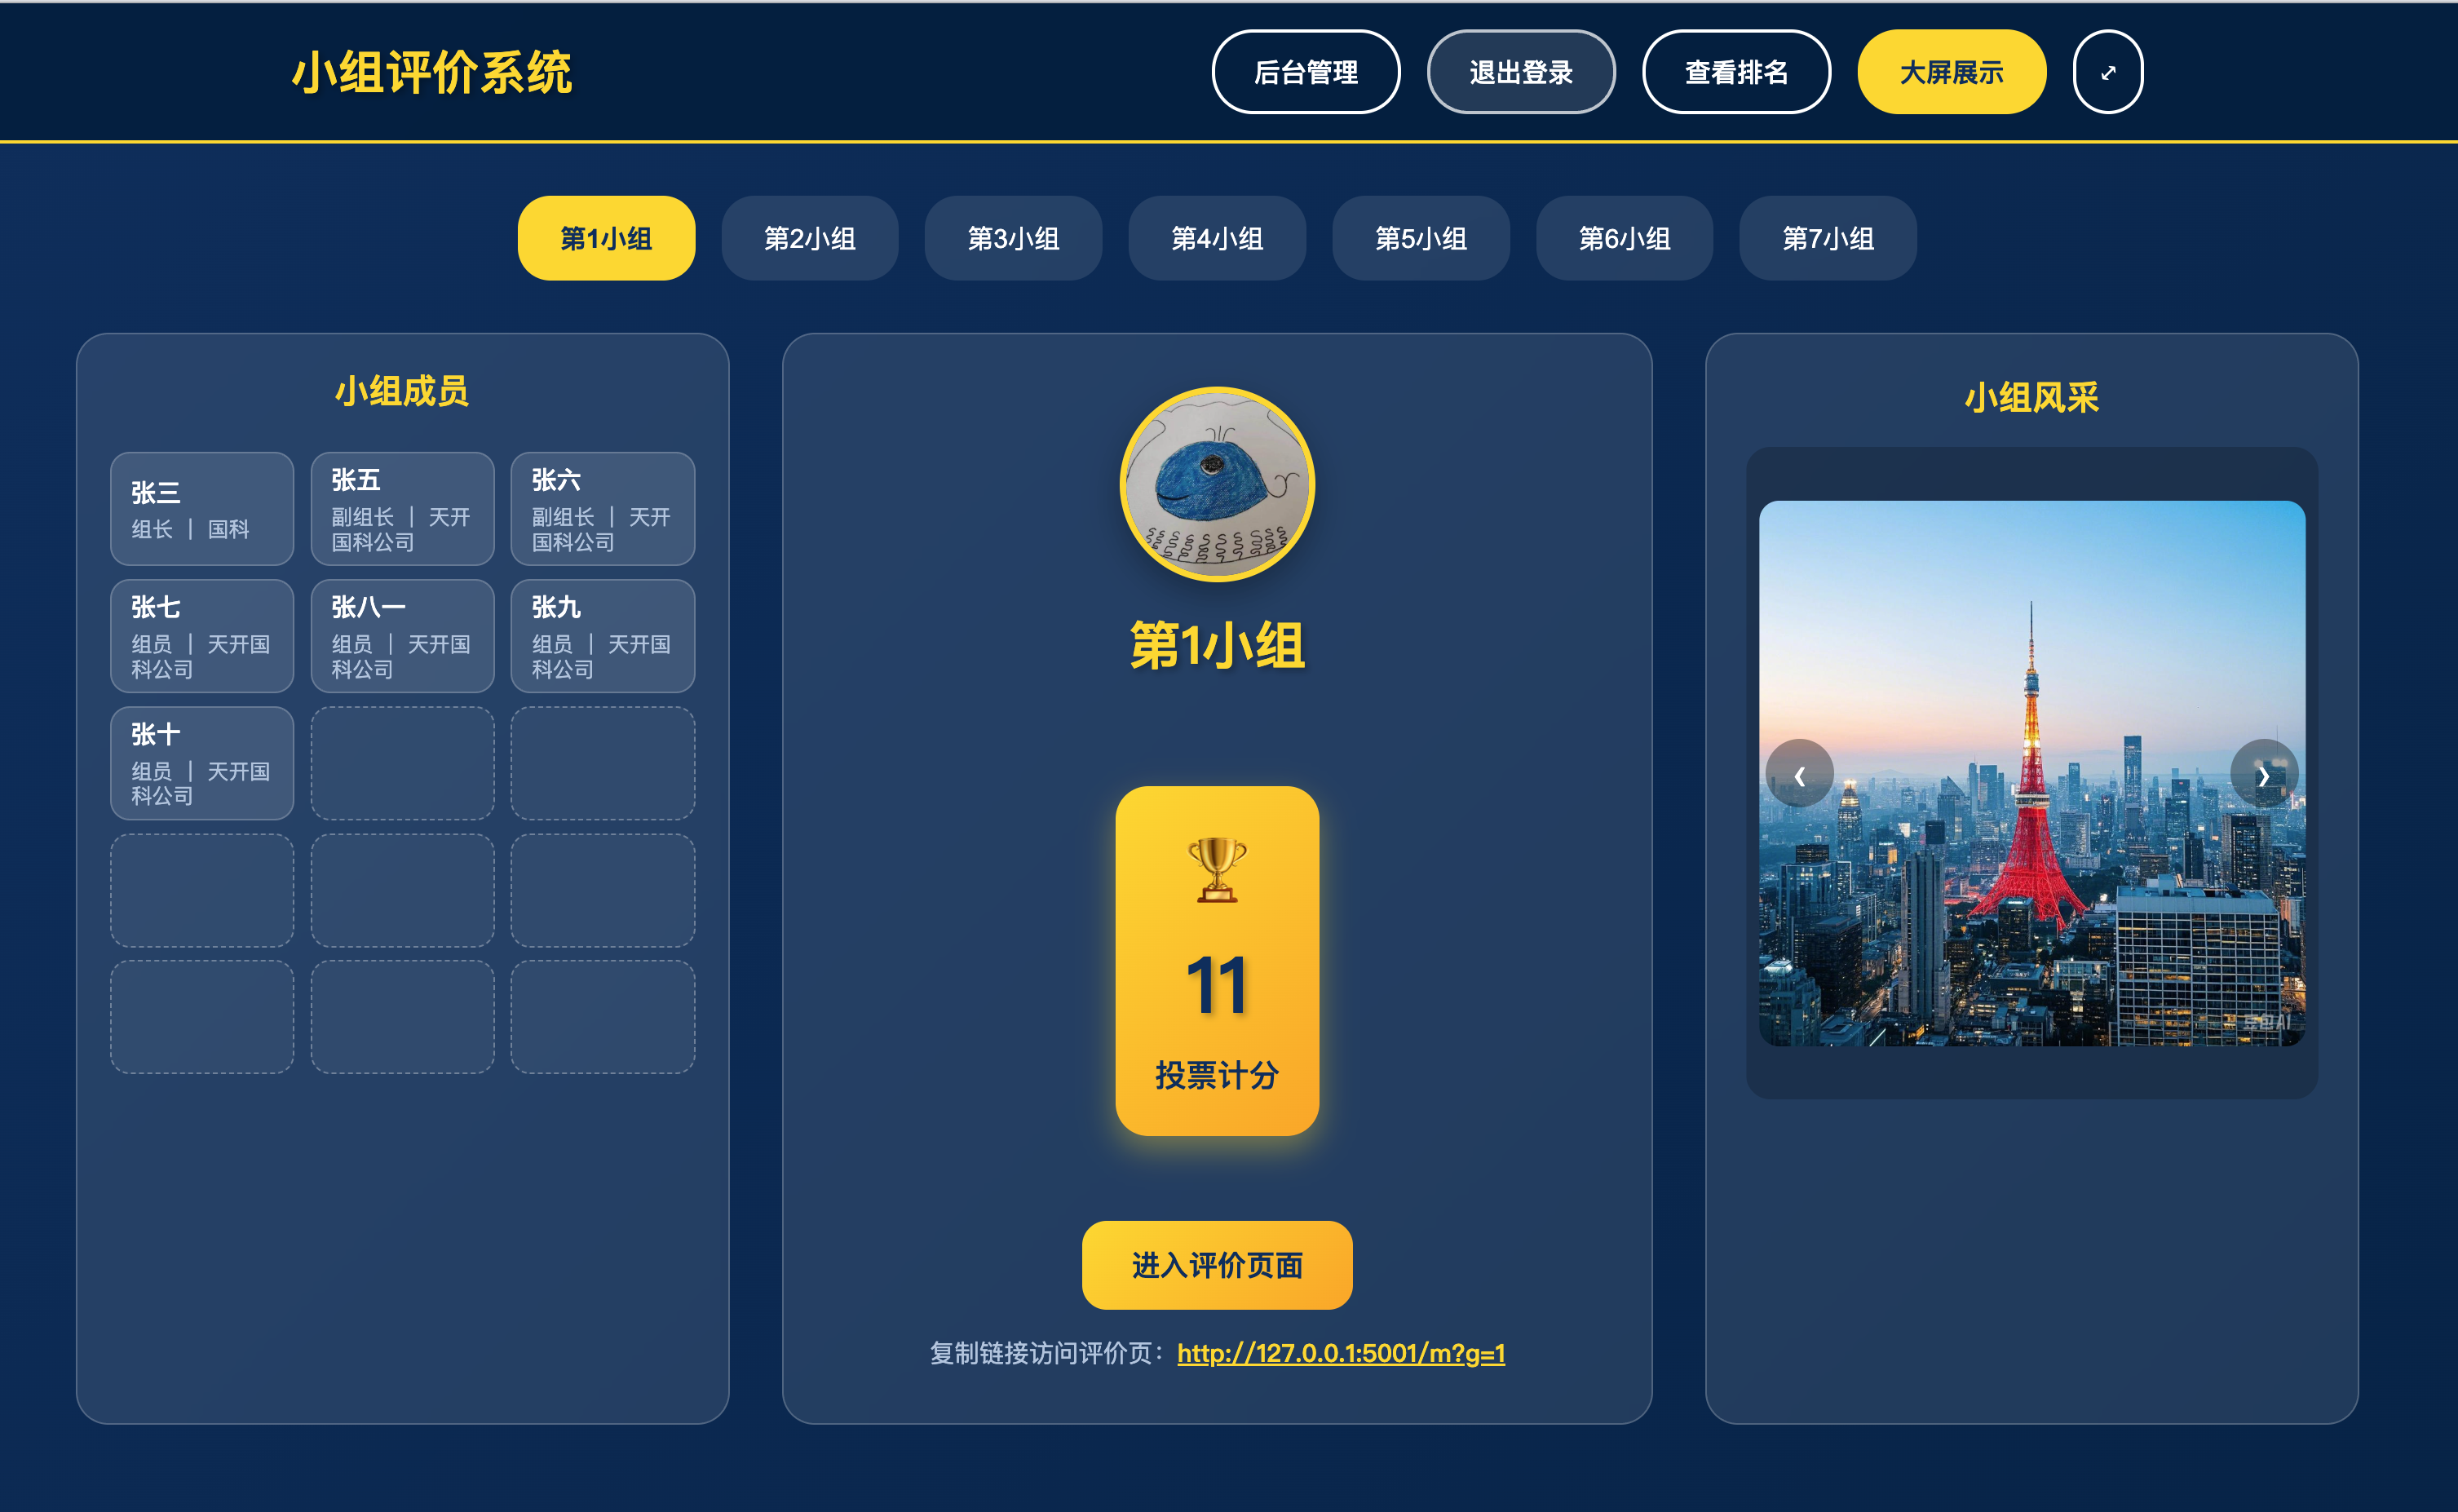 小组评价系统
后台管理
退出登录
查看排名
大屏展示
第1小组
第2小组
第3小组
第4小组
第5小组
第6小组
第7小组
小组成员
张三
组长 | 国科
张五
副组长 | 天开
国科公司
张六
副组长 | 天开
国科公司
张七
组员 | 天开国
科公司
张八一
组员 | 天开国
科公司
张九
组员 | 天开国
科公司
张十
组员 | 天开国
科公司
第1小组
11
投票计分
进入评价页面
复制链接访问评价页：http://127.0.0.1:5001/m?g=1
小组风采